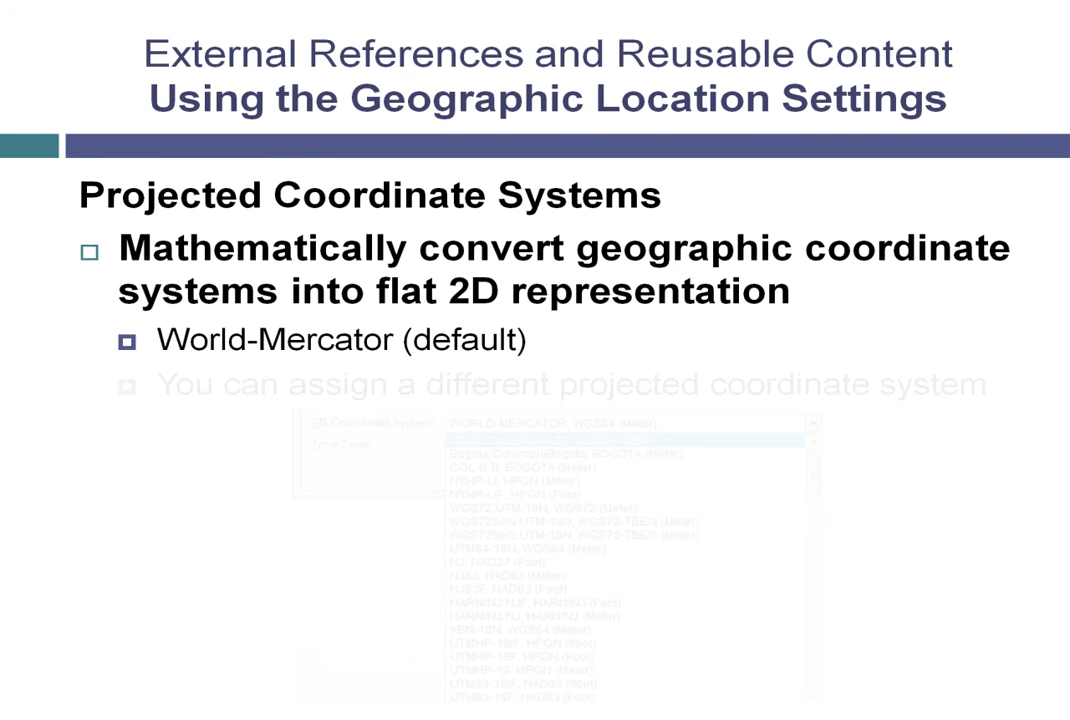 External References and Reusable Content
Using the Geographic Location Settings
Projected Coordinate Systems
Mathematically convert geographic coordinate
systems into flat 2D representation
World-Mercator (default)
You can assign a different projected coordinate system
GIS Coordinate System: WORLD-MERCATOR, WGS84 (Meter)
Time Zone:
Bogota.ColombiaBogota, BOGOTA (Meter)
COL-B-B, BOGOTA (Meter)
NYHP-LI, HPGN (Meter)
NYHP-LIF, HPGN (Foot)
WGS72.UTM-18N, WGS72 (Meter)
WGS72be/a.UTM-18N, WGS72-TBE/a (Meter)
WGS72be/b.UTM-18N, WGS72-TBE/b (Meter)
UTM84-18N, WGS84 (Meter)
NJ, NAD27 (Foot)
NJ83, NAD83 (Meter)
NJ83F, NAD83 (Foot)
HARN/NJ.NJF, HARN/NJ (Foot)
HARN/NJ.NJ, HARN/NJ (Meter)
VEN-18N, WGS84 (Meter)
UTMHP-18IF, HPGN (Ifoot)
UTMHP-18F, HPGN (Foot)
UTMHP-18, HPGN (Meter)
UTM83-18IF, NAD83 (Ifoot)
UTM83-18F, NAD83 (Foot)